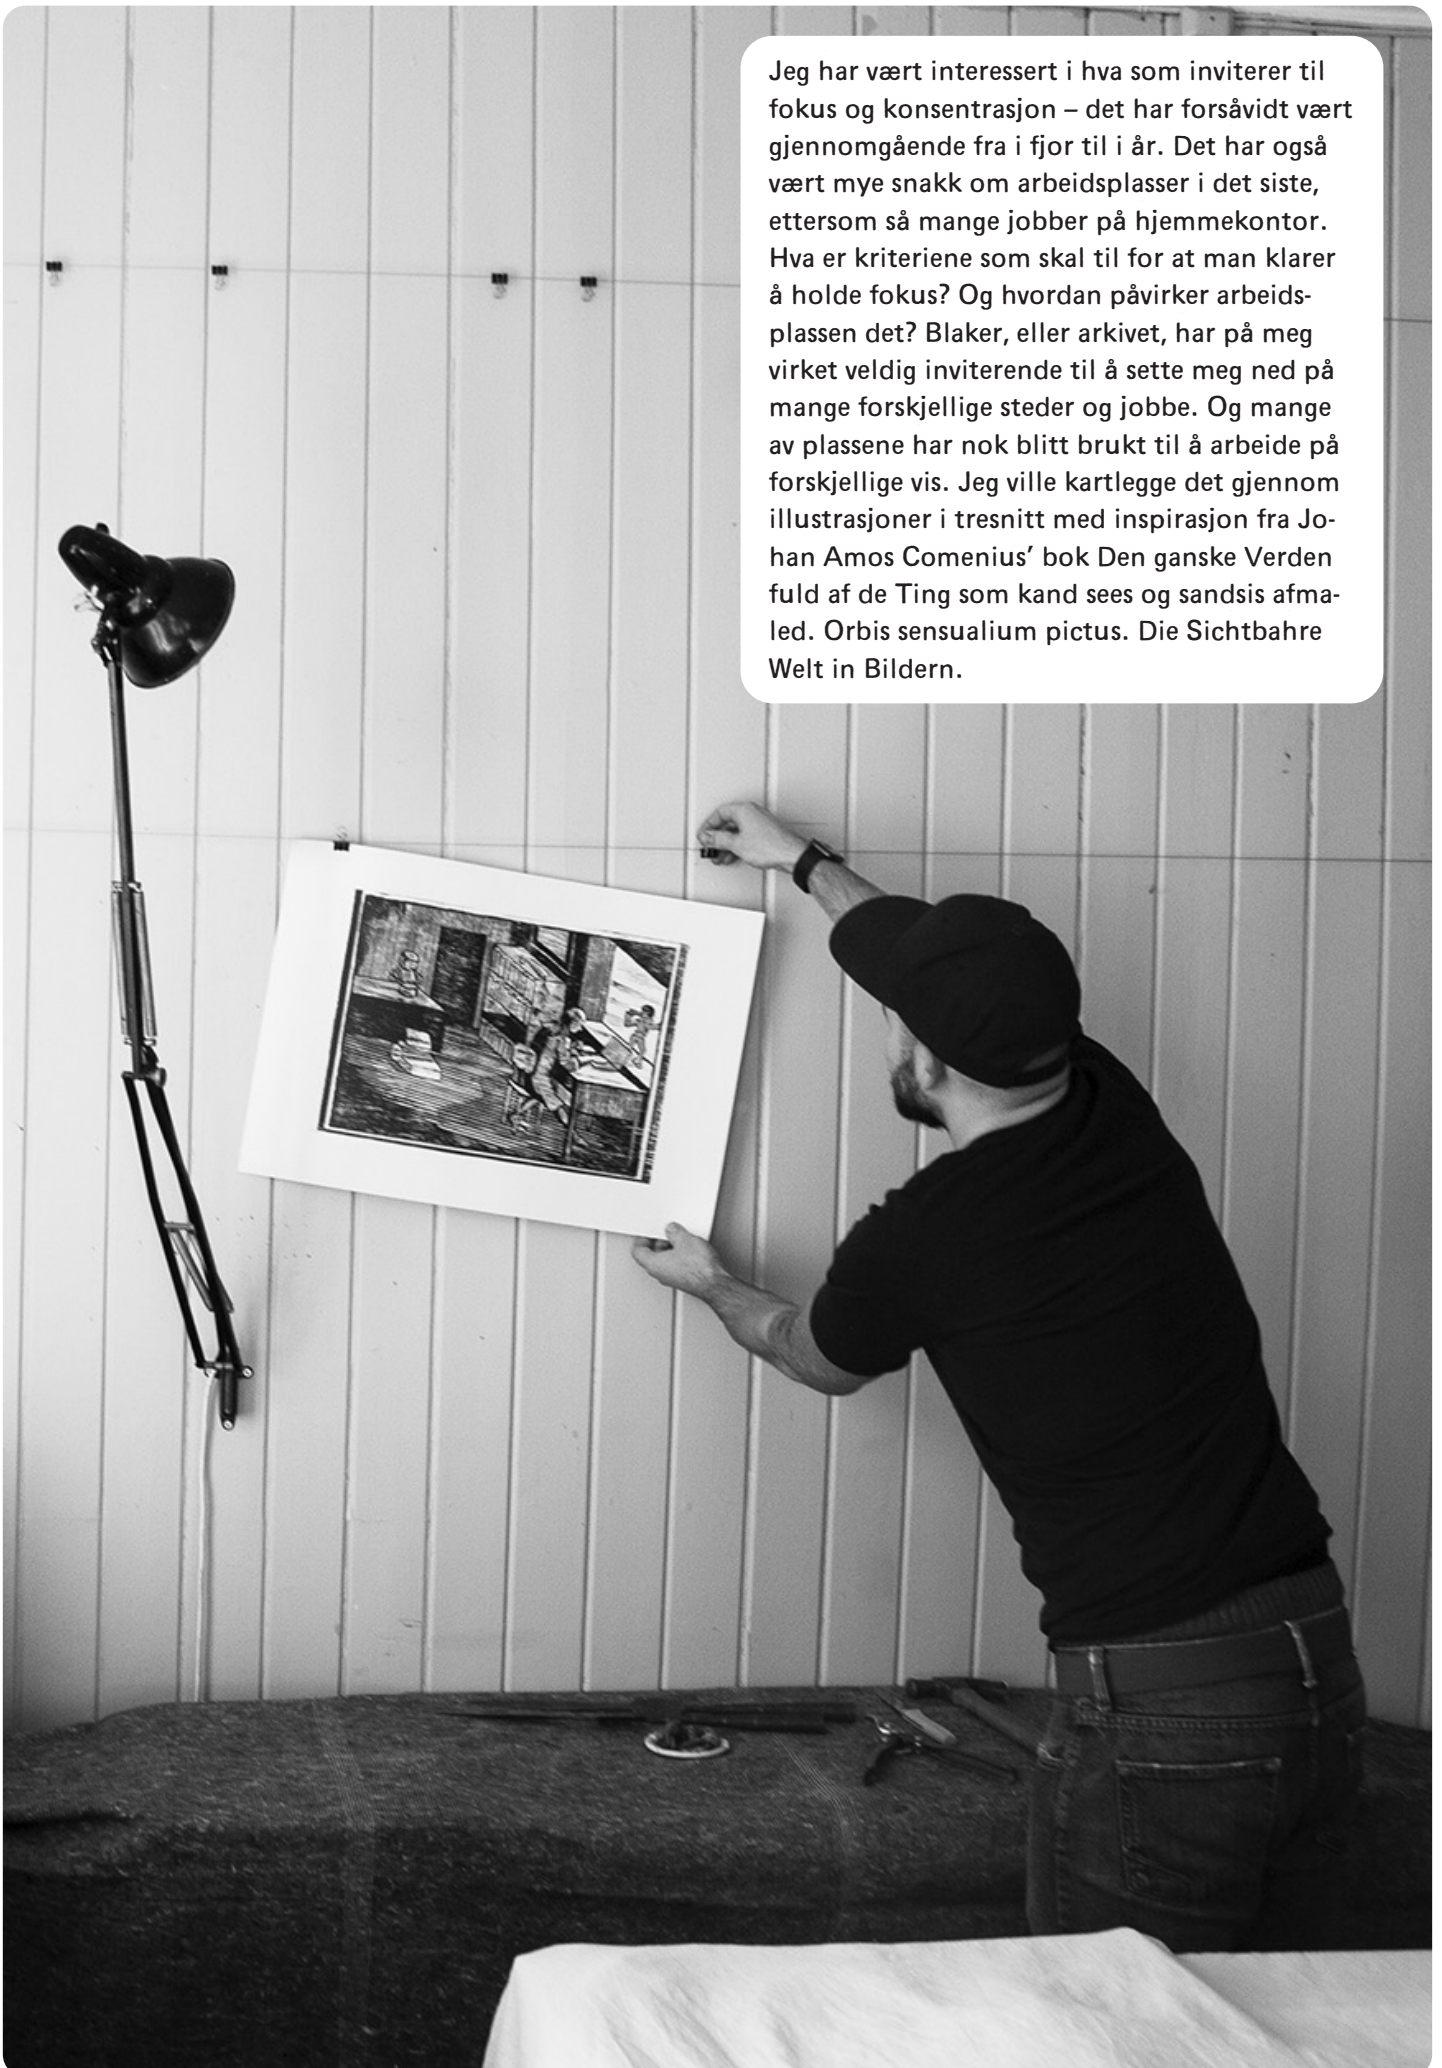 Jeg har vært interessert i hva som inviterer til
fokus og konsentrasjon – det har forsåvidt vært
gjennomgående fra i fjor til i år. Det har også
vært mye snakk om arbeidsplasser i det siste,
ettersom så mange jobber på hjemmekontor.
Hva er kriteriene som skal til for at man klarer
å holde fokus? Og hvordan påvirker arbeids-
plassen det? Blaker, eller arkivet, har på meg
virket veldig inviterende til å sette meg ned på
mange forskjellige steder og jobbe. Og mange
av plassene har nok blitt brukt til å arbeide på
forskjellige vis. Jeg ville kartlegge det gjennom
illustrasjoner i tresnitt med inspirasjon fra Jo-
han Amos Comenius’ bok Den ganske Verden
fuld af de Ting som kand sees og sandsis afma-
led. Orbis sensualium pictus. Die Sichtbahre
Welt in Bildern.